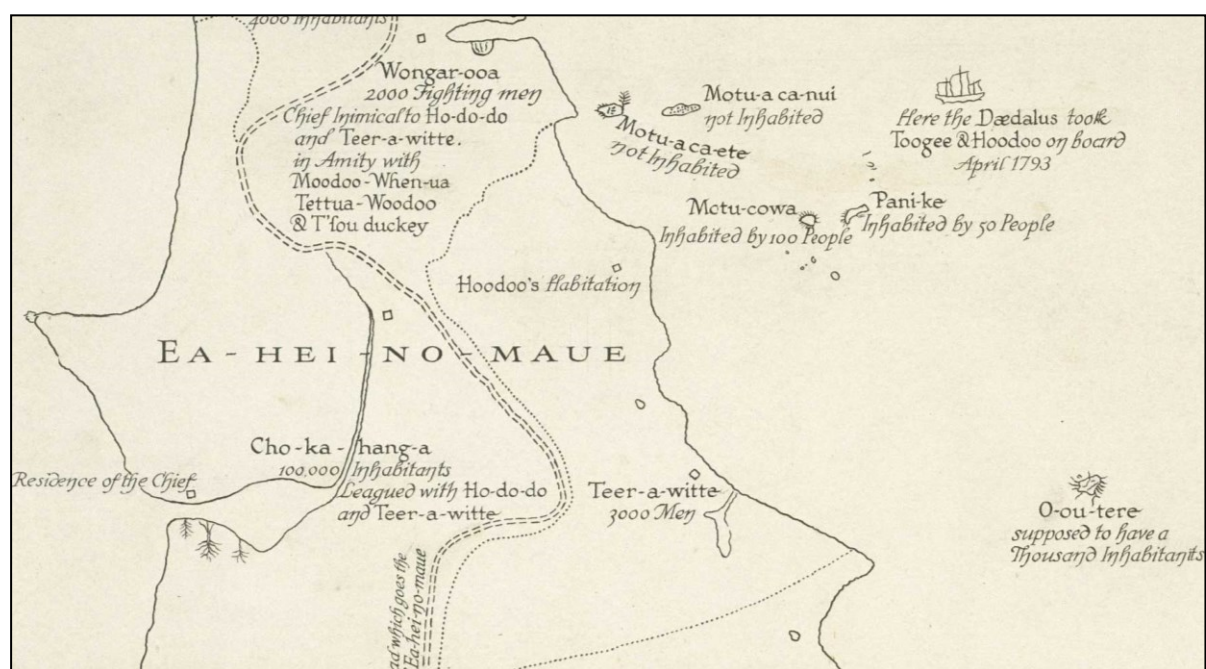 4000 Inhabitants
Wongar-ooa
2000 Fighting men
Chief Inimical to Ho-do-do
and Teer-a-witte.
in Amity with
Moodoo-When-ua
Tettua-Woodoo
& T'sou duckey
Motu-a ca-nui
not Inhabited
Motu-a ca-ete
not Inhabited
Here the Dædalus took
Toogee & Hoodoo on board
April 1793
Motu-cowa
Inhabited by 100 People
Pani-ke
Inhabited by 50 People
Hoodoo's Habitation
EA-HEI-NO-MAUE
Cho-ka-hang-a
100,000 Inhabitants
Leagued with Ho-do-do
and Teer-a-witte
Residence of the Chief
Teer-a-witte
3000 Men
O-ou-tere
supposed to have a
Thousand Inhabitants
which goes the
Ea-hei-no-maue